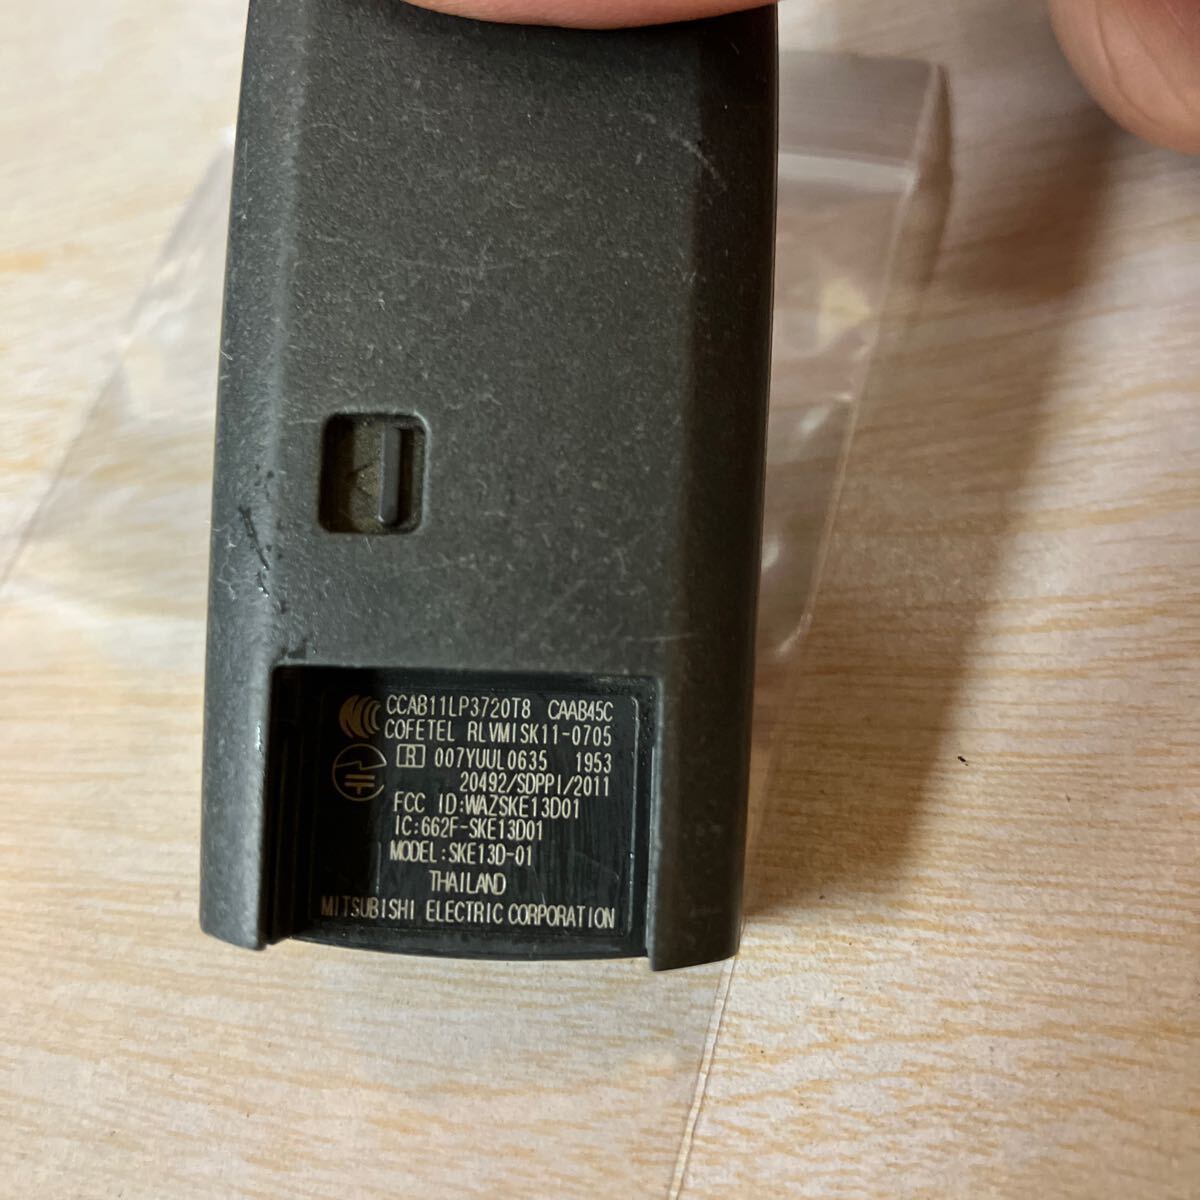 CCAB11LP3720T8 CAAB45C
COFETEL RLVMISK11-0705
R 007YUUL0635 1953
20492/SDPPI/2011
FCC ID:WAZSKE13D01
IC:662F-SKE13D01
MODEL:SKE13D-01
THAILAND
MITSUBISHI ELECTRIC CORPORATION